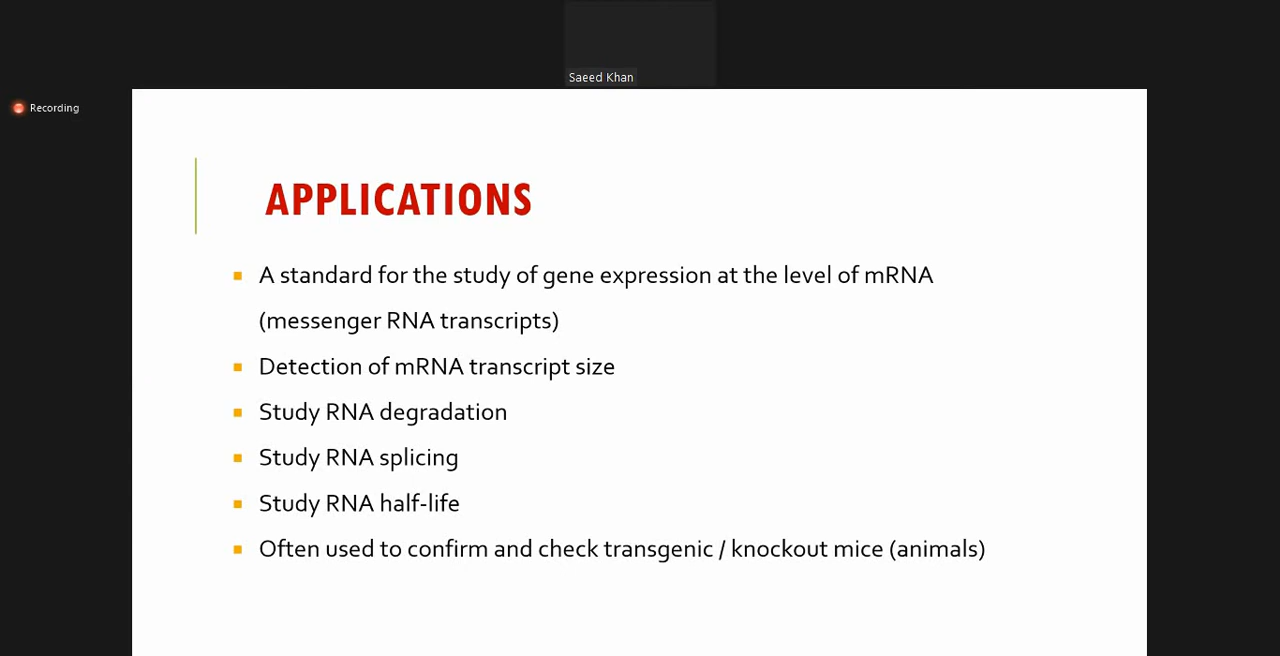 Saeed Khan
Recording
APPLICATIONS
A standard for the study of gene expression at the level of mRNA
(messenger RNA transcripts)
Detection of mRNA transcript size
Study RNA degradation
Study RNA splicing
Study RNA half-life
Often used to confirm and check transgenic / knockout mice (animals)